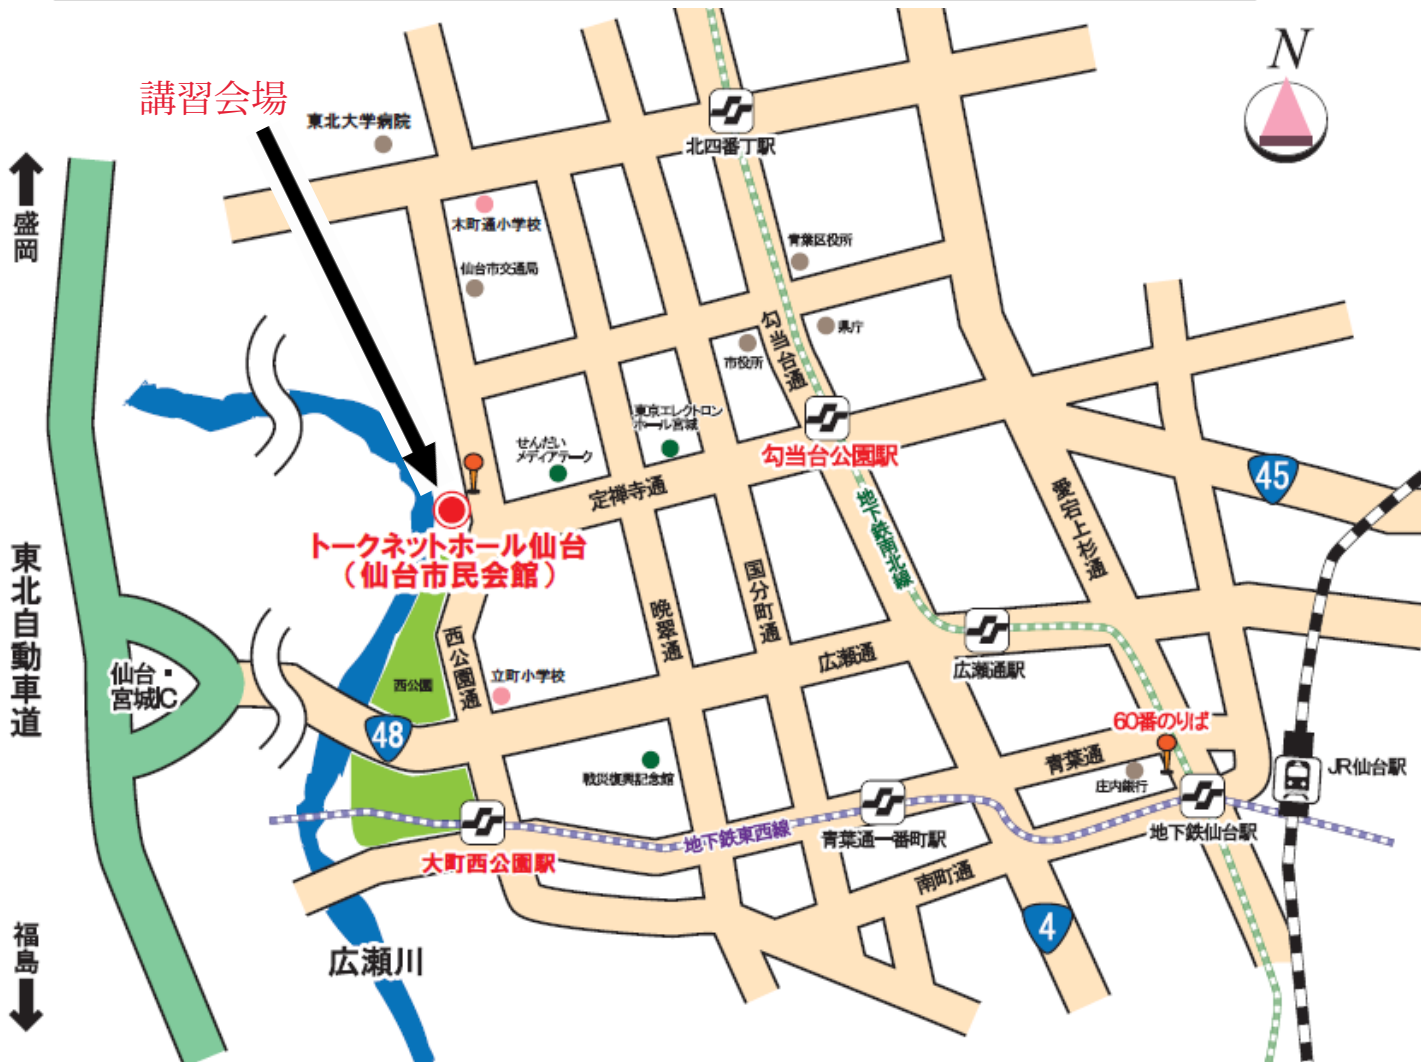 N
講習会場
東北大学病院
北四番丁駅
盛岡
木町通小学校
青葉区役所
仙台市交通局
勾当台通
県庁
市役所
東京エレクトロン
ホール宮城
せんだい
メディアテーク
勾当台公園駅
45
定禅寺通
地下鉄南北線
愛宕上杉通
トークネットホール仙台
(仙台市民会館)
東北自動車道
国分町通
晩翠通
西公園通
広瀬通
広瀬通駅
仙台・
宮城IC
西公園
立町小学校
48
60番のりば
青葉通
戦災復興記念館
庄内銀行
JR仙台駅
地下鉄東西線
青葉通一番町駅
地下鉄仙台駅
大町西公園駅
南町通
4
福島
広瀬川